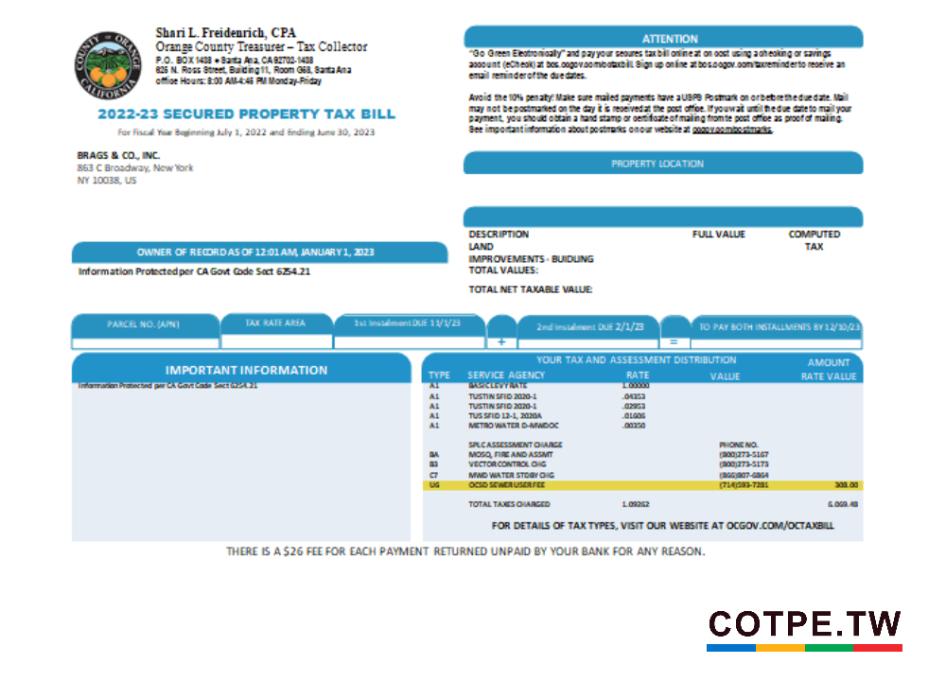 COUNTY OF ORANGE
CALIFORNIA
Shari L. Freidenrich, CPA
Orange County Treasurer – Tax Collector
P.O. BOX 1438 • Santa Ana, CA 92702-1438
625 N. Ross Street, Building 11, Room G58, Santa Ana
office Hours: 8:00 AM-4:45 PM Monday-Friday
2022-23 SECURED PROPERTY TAX BILL
For Fiscal Year Beginning July 1, 2022 and finding June 30, 2023
BRAGS & CO., INC.
863 C Broadway, New York
NY 10038, US
ATTENTION
"Go Green Electronically" and pay your secures tax bill online at on cost using a checking or savings
account (eCheck) at bos.ocgov.com/octaxbill. Sign up online at bos.ogov.com/taxreminder to receive an
email reminder of the due dates.
Avoid the 10% penalty! Make sure mailed payments have a USPS Postmark on or before the due date. Mail
may not be postmarked on the day it is received at the post office. If you wait until the due date to mail your
payment, you should obtain a hand stamp or certificate of mailing from te post office as proof of mailing.
See important information about postmarks on our website at ocgov.com/postmarks.
PROPERTY LOCATION
OWNER OF RECORD AS OF 12:01 AM, JANUARY 1, 2023
Information Protected per CA Govt Code Sect 6254.21
DESCRIPTION FULL VALUE COMPUTED
LAND TAX
IMPROVEMENTS - BUIDLING
TOTAL VALUES:
TOTAL NET TAXABLE VALUE:
PARCEL NO. (APN) TAX RATE AREA 1st Instalment DUE 11/1/23 2nd Instalment DUE 2/1/23 TO PAY BOTH INSTALLMENTS BY 12/10/23
+ =
IMPORTANT INFORMATION
Information Protected per CA Govt Code Sect 6254.21
YOUR TAX AND ASSESSMENT DISTRIBUTION AMOUNT
TYPE SERVICE AGENCY RATE VALUE RATE VALUE
A1 BASIC LEVY RATE 1.00000
A1 TUSTIN SFID 2020-1 .04353
A1 TUSTIN SFID 2020-1 .02953
A1 TUS SFID 12-1, 2020A .01606
A1 METRO WATER D-MWDOC .00350
SPLC ASSESSMENT CHARGE PHONE NO.
BA MOSQ, FIRE AND ASSMT (800)273-5167
B3 VECTOR CONTROL CHG (800)273-5173
C7 MWD WATER STDBY CHG (866)807-6864
UG OCSD SEWER USER FEE (714)593-7281 308.00
TOTAL TAXES CHARGED 1.09262 6.069.48
FOR DETAILS OF TAX TYPES, VISIT OUR WEBSITE AT OCGOV.COM/OCTAXBILL
THERE IS A $26 FEE FOR EACH PAYMENT RETURNED UNPAID BY YOUR BANK FOR ANY REASON.
COTPE.TW